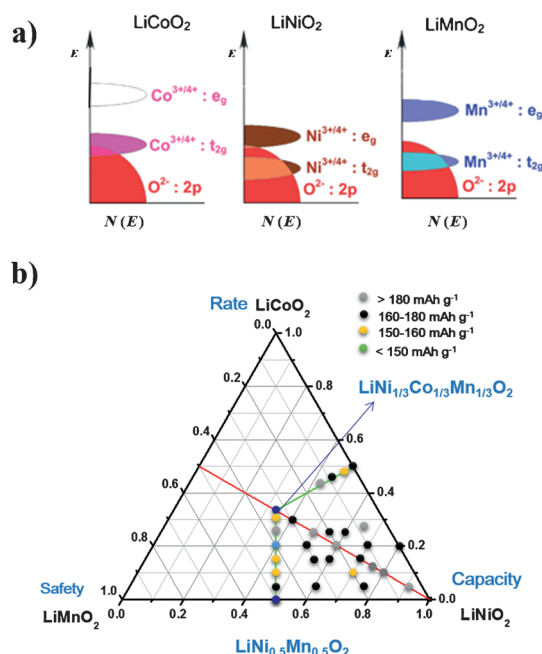 a)
LiCoO₂ LiNiO₂ LiMnO₂
E E E
Co³⁺/⁴⁺ : e_g Ni³⁺/⁴⁺ : e_g Mn³⁺/⁴⁺ : e_g
Co³⁺/⁴⁺ : t₂g Ni³⁺/⁴⁺ : t₂g Mn³⁺/⁴⁺ : t₂g
O²⁻ : 2p O²⁻ : 2p O²⁻ : 2p
N (E) N (E) N (E)
b)
Rate LiCoO₂
0.0 1.0
> 180 mAh g⁻¹
160-180 mAh g⁻¹
150-160 mAh g⁻¹
< 150 mAh g⁻¹
0.2 0.8
LiNi₁/₃Co₁/₃Mn₁/₃O₂
0.4 0.6
0.6 0.4
0.8 0.2
Safety 1.0 0.0 Capacity
LiMnO₂ 0.0 0.2 0.4 0.6 0.8 1.0 LiNiO₂
LiNi₀.₅Mn₀.₅O₂